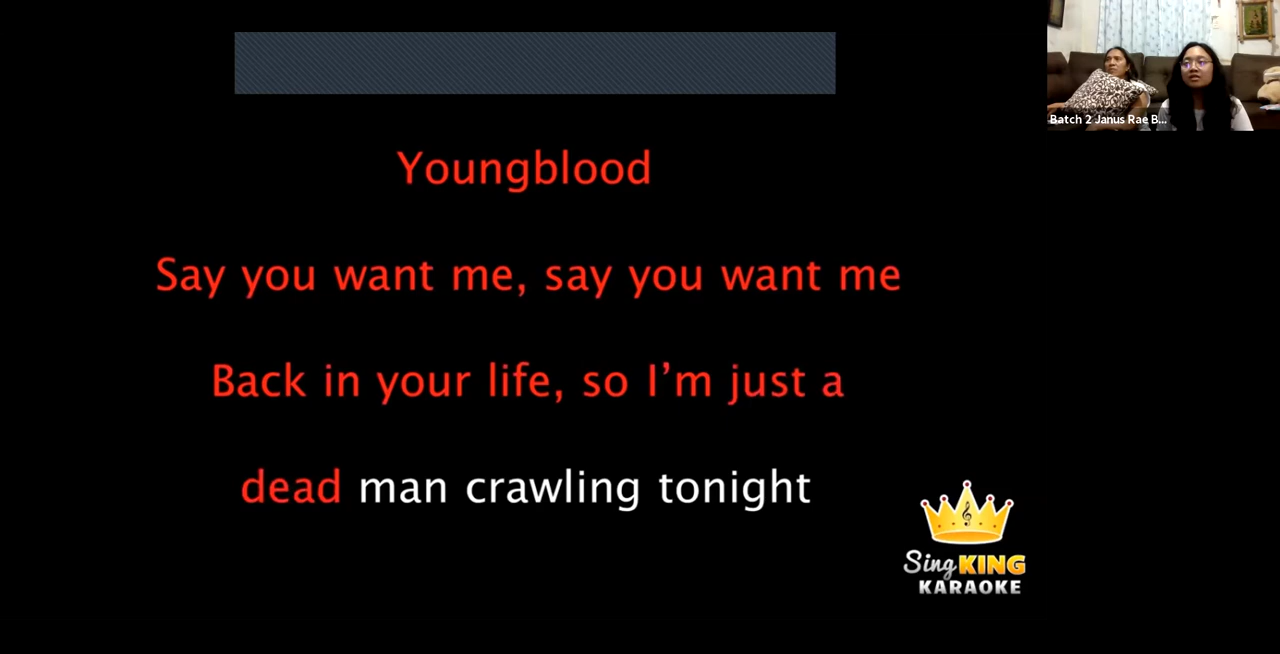 Batch 2 Janus Rae B...
Youngblood
Say you want me, say you want me
Back in your life, so I’m just a
dead man crawling tonight
Sing KING
KARAOKE